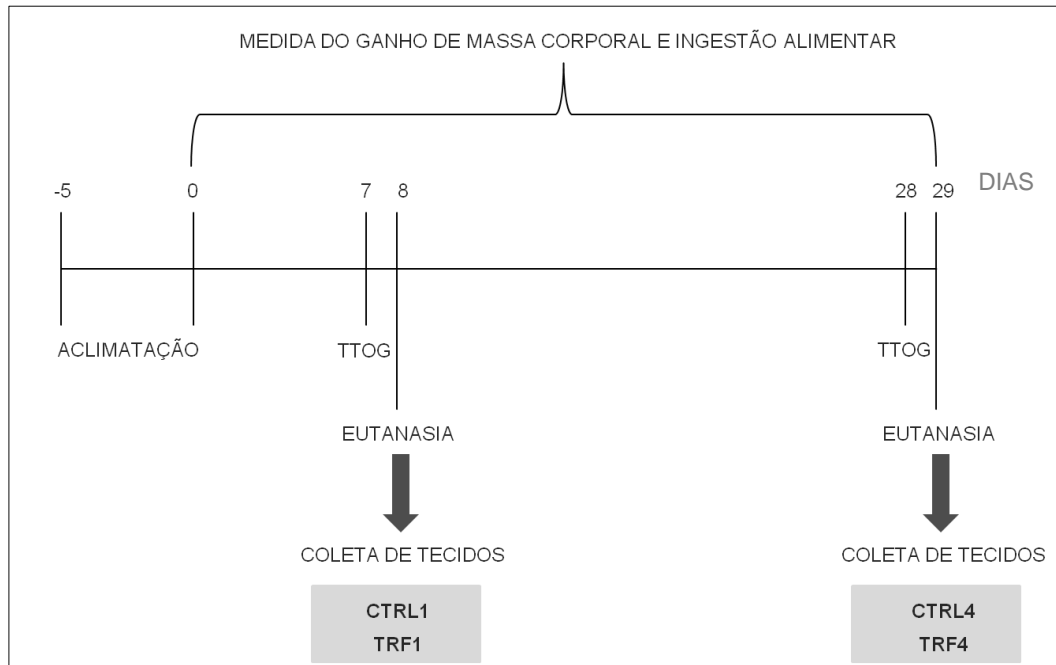 MEDIDA DO GANHO DE MASSA CORPORAL E INGESTÃO ALIMENTAR
-5 0 7 8 28 29 DIAS
ACLIMATAÇÃO TTOG TTOG
EUTANASIA EUTANASIA
COLETA DE TECIDOS COLETA DE TECIDOS
CTRL1 CTRL4
TRF1 TRF4